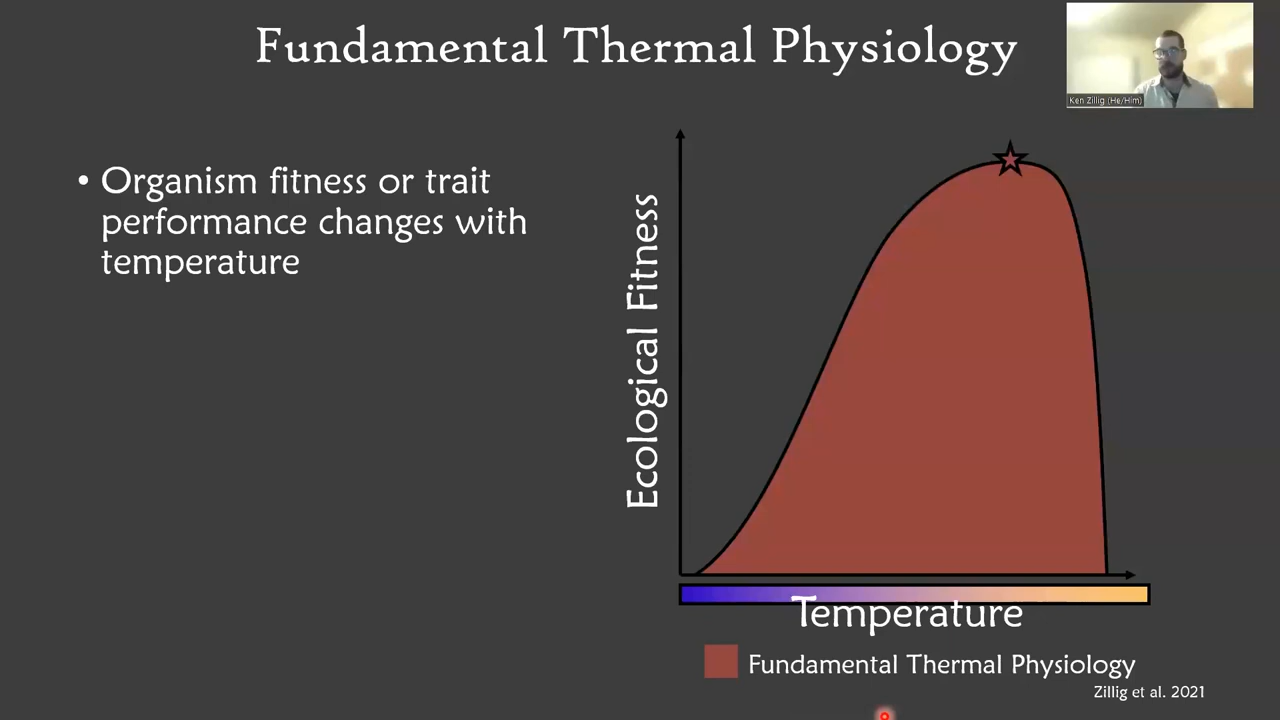 Fundamental Thermal Physiology
Ken Zillig (He/Him)
• Organism fitness or trait
performance changes with
temperature
Ecological Fitness
Temperature
Fundamental Thermal Physiology
Zillig et al. 2021